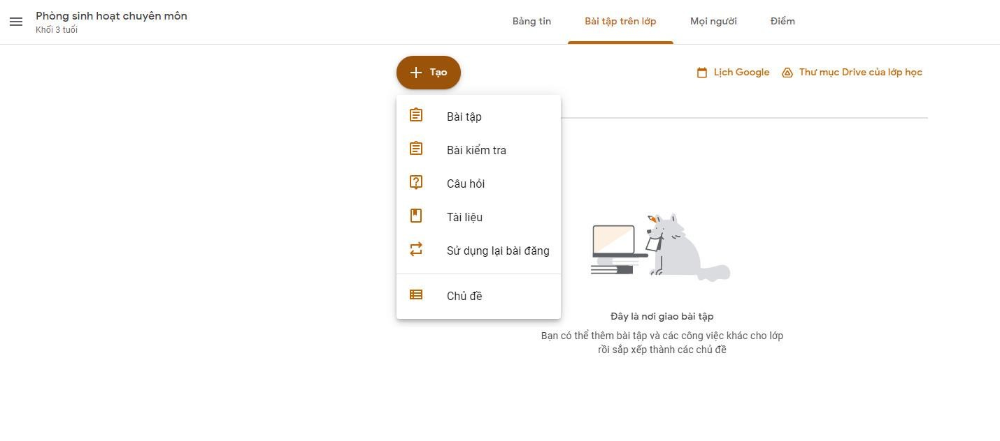 Phòng sinh hoạt chuyên môn
Khối 3 tuổi
Bảng tin
Bài tập trên lớp
Mọi người
Điểm
Tạo
Lịch Google
Thư mục Drive của lớp học
Bài tập
Bài kiểm tra
Câu hỏi
Tài liệu
Sử dụng lại bài đăng
Chủ đề
Đây là nơi giao bài tập
Bạn có thể thêm bài tập và các công việc khác cho lớp
rồi sắp xếp thành các chủ đề